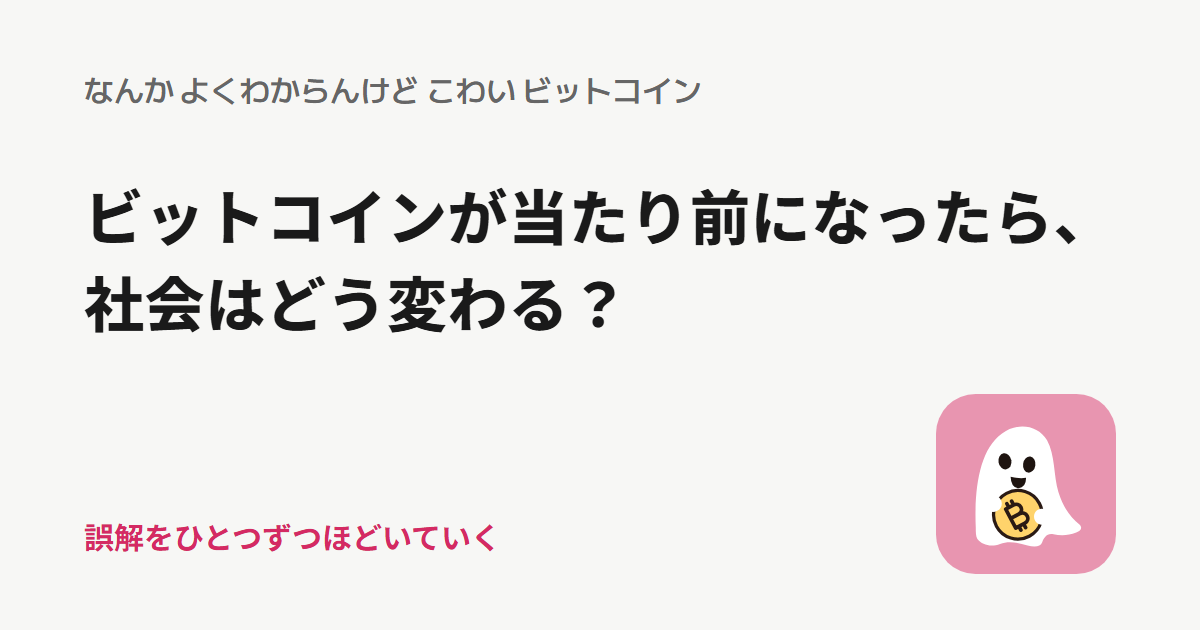 なんか よくわからんけど こわい ビットコイン
ビットコインが当たり前になったら、
社会はどう変わる？
誤解をひとつずつほどいていく